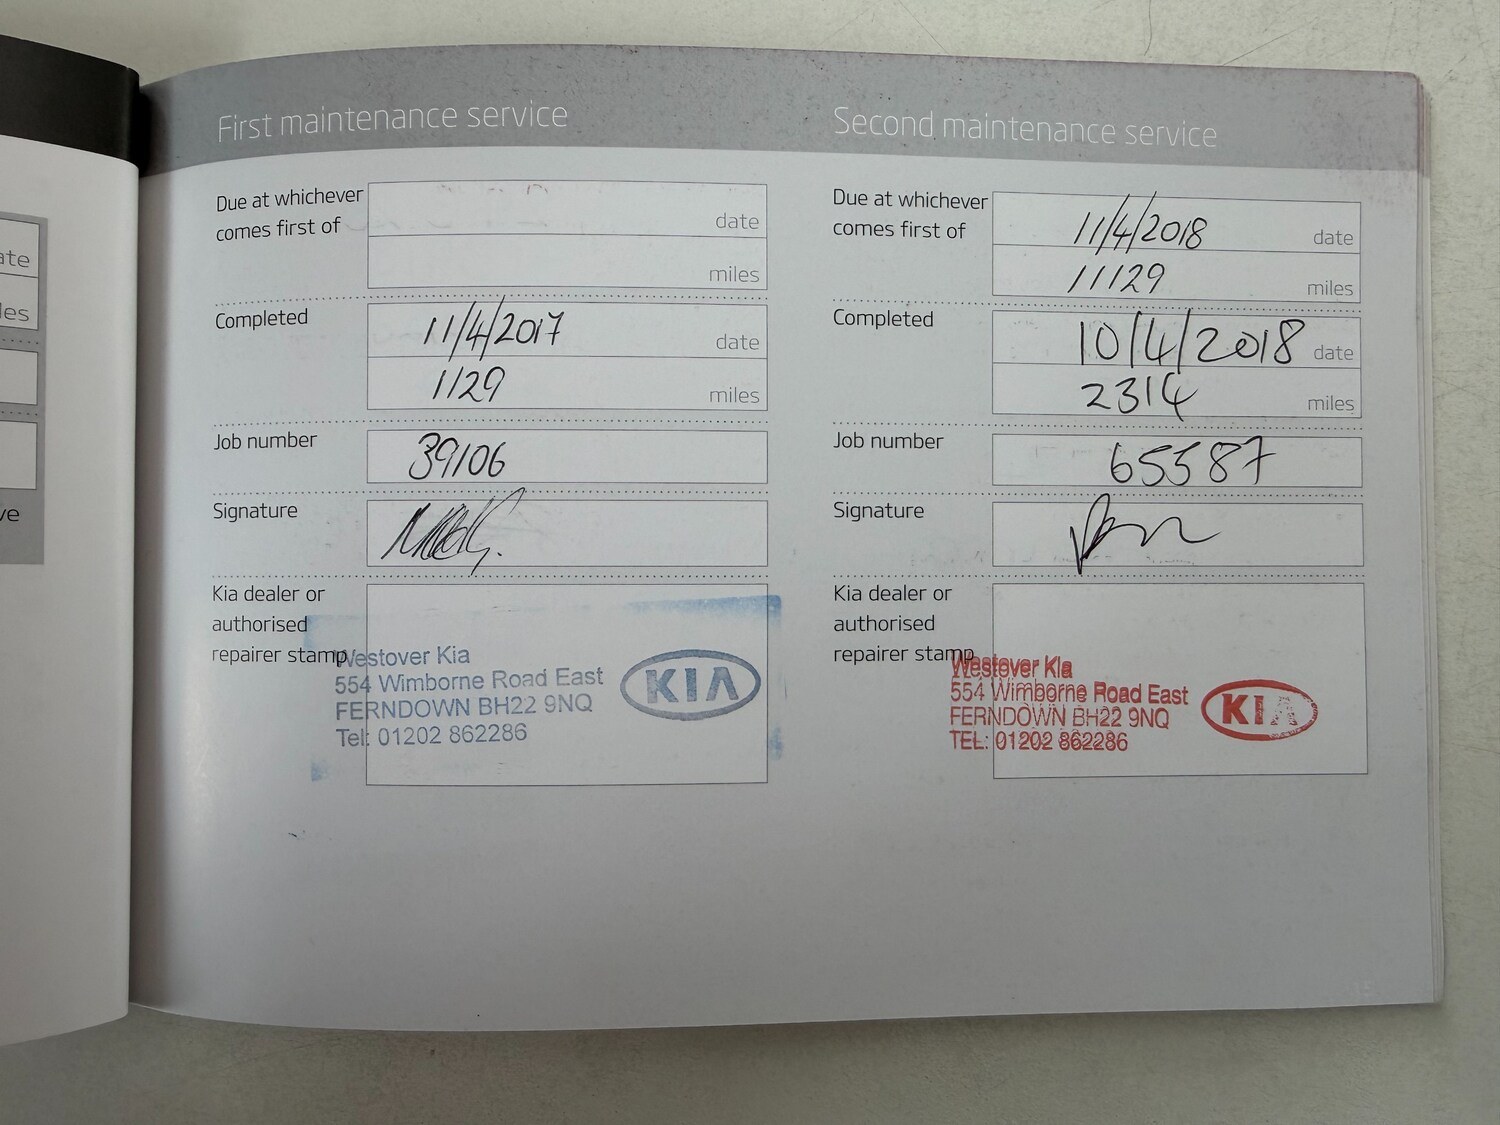 ate
les
ve
First maintenance service
Due at whichever
comes first of
date
miles
Completed
11/4/2017 date
1129 miles
Job number
39106
Signature
Kia dealer or
authorised
repairer stamp
Westover Kia
554 Wimborne Road East
FERNDOWN BH22 9NQ
Tel: 01202 862286
KIA
Second maintenance service
Due at whichever
comes first of
11/4/2018 date
11129 miles
Completed
10/4/2018 date
2314 miles
Job number
65587
Signature
Kia dealer or
authorised
repairer stamp
Westover Kia
554 Wimborne Road East
FERNDOWN BH22 9NQ
TEL: 01202 862286
KIA